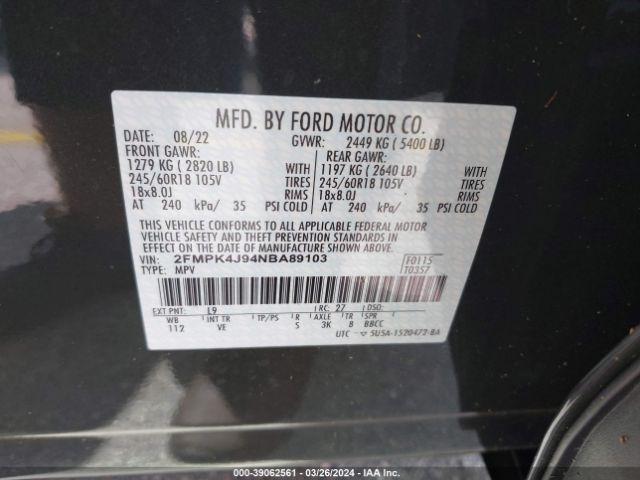 MFD. BY FORD MOTOR CO.
DATE: 08/22 GVWR: 2449 KG ( 5400 LB)
FRONT GAWR: REAR GAWR:
1279 KG ( 2820 LB) WITH 1197 KG ( 2640 LB) WITH
245/60R18 105V TIRES 245/60R18 105V TIRES
18x8.0J RIMS 18x8.0J RIMS
AT 240 kPa/ 35 PSI COLD AT 240 kPa/ 35 PSI COLD
THIS VEHICLE CONFORMS TO ALL APPLICABLE FEDERAL MOTOR
VEHICLE SAFETY, BUMPER, AND THEFT PREVENTION STANDARDS IN
EFFECT ON THE DATE OF MANUFACTURE SHOWN ABOVE.
VIN: 2FMPK4J94NBA89103 F0115
TYPE: MPV T0357
EXT PNT: L9 RC: 27 DSO:
WB INT TR TP/PS R AXLE TR SPR
112 VE S 3K 8 BBCC
UTC 5U5A-1520472-BA
000-39062561 | 03/26/2024 | IAA Inc.